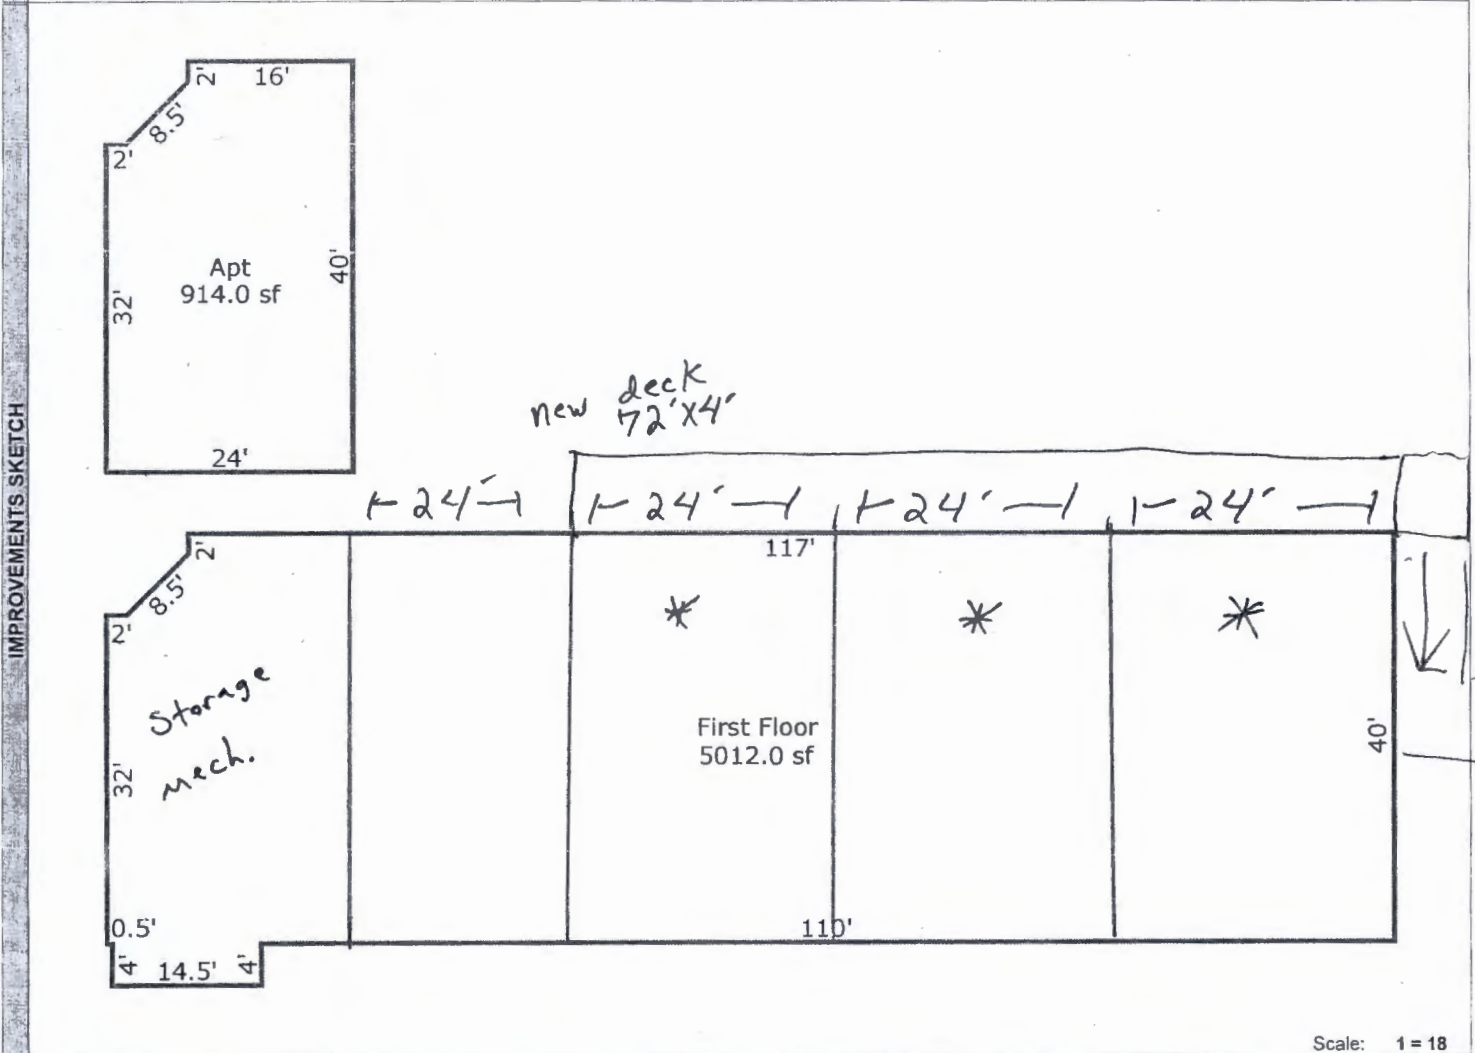 IMPROVEMENTS SKETCH
2'
16'
8.5'
2'
Apt
914.0 sf
40'
32'
24'
new deck
72'X4'
24'
24'
24'
24'
2'
117'
8.5'
2'
Storage
mech.
First Floor
5012.0 sf
40'
32'
0.5'
110'
4'
14.5'
4'
Scale: 1 = 18